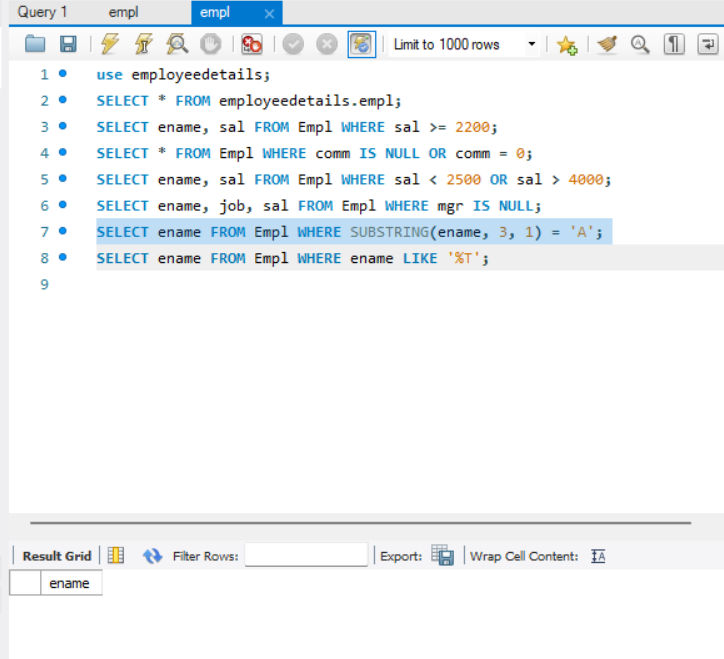 Query 1 empl empl
Limit to 1000 rows
1 use employeedetails;
2 SELECT * FROM employeedetails.empl;
3 SELECT ename, sal FROM Empl WHERE sal >= 2200;
4 SELECT * FROM Empl WHERE comm IS NULL OR comm = 0;
5 SELECT ename, sal FROM Empl WHERE sal < 2500 OR sal > 4000;
6 SELECT ename, job, sal FROM Empl WHERE mgr IS NULL;
7 SELECT ename FROM Empl WHERE SUBSTRING(ename, 3, 1) = 'A';
8 SELECT ename FROM Empl WHERE ename LIKE '%T';
9
Result Grid Filter Rows: Export: Wrap Cell Content:
ename